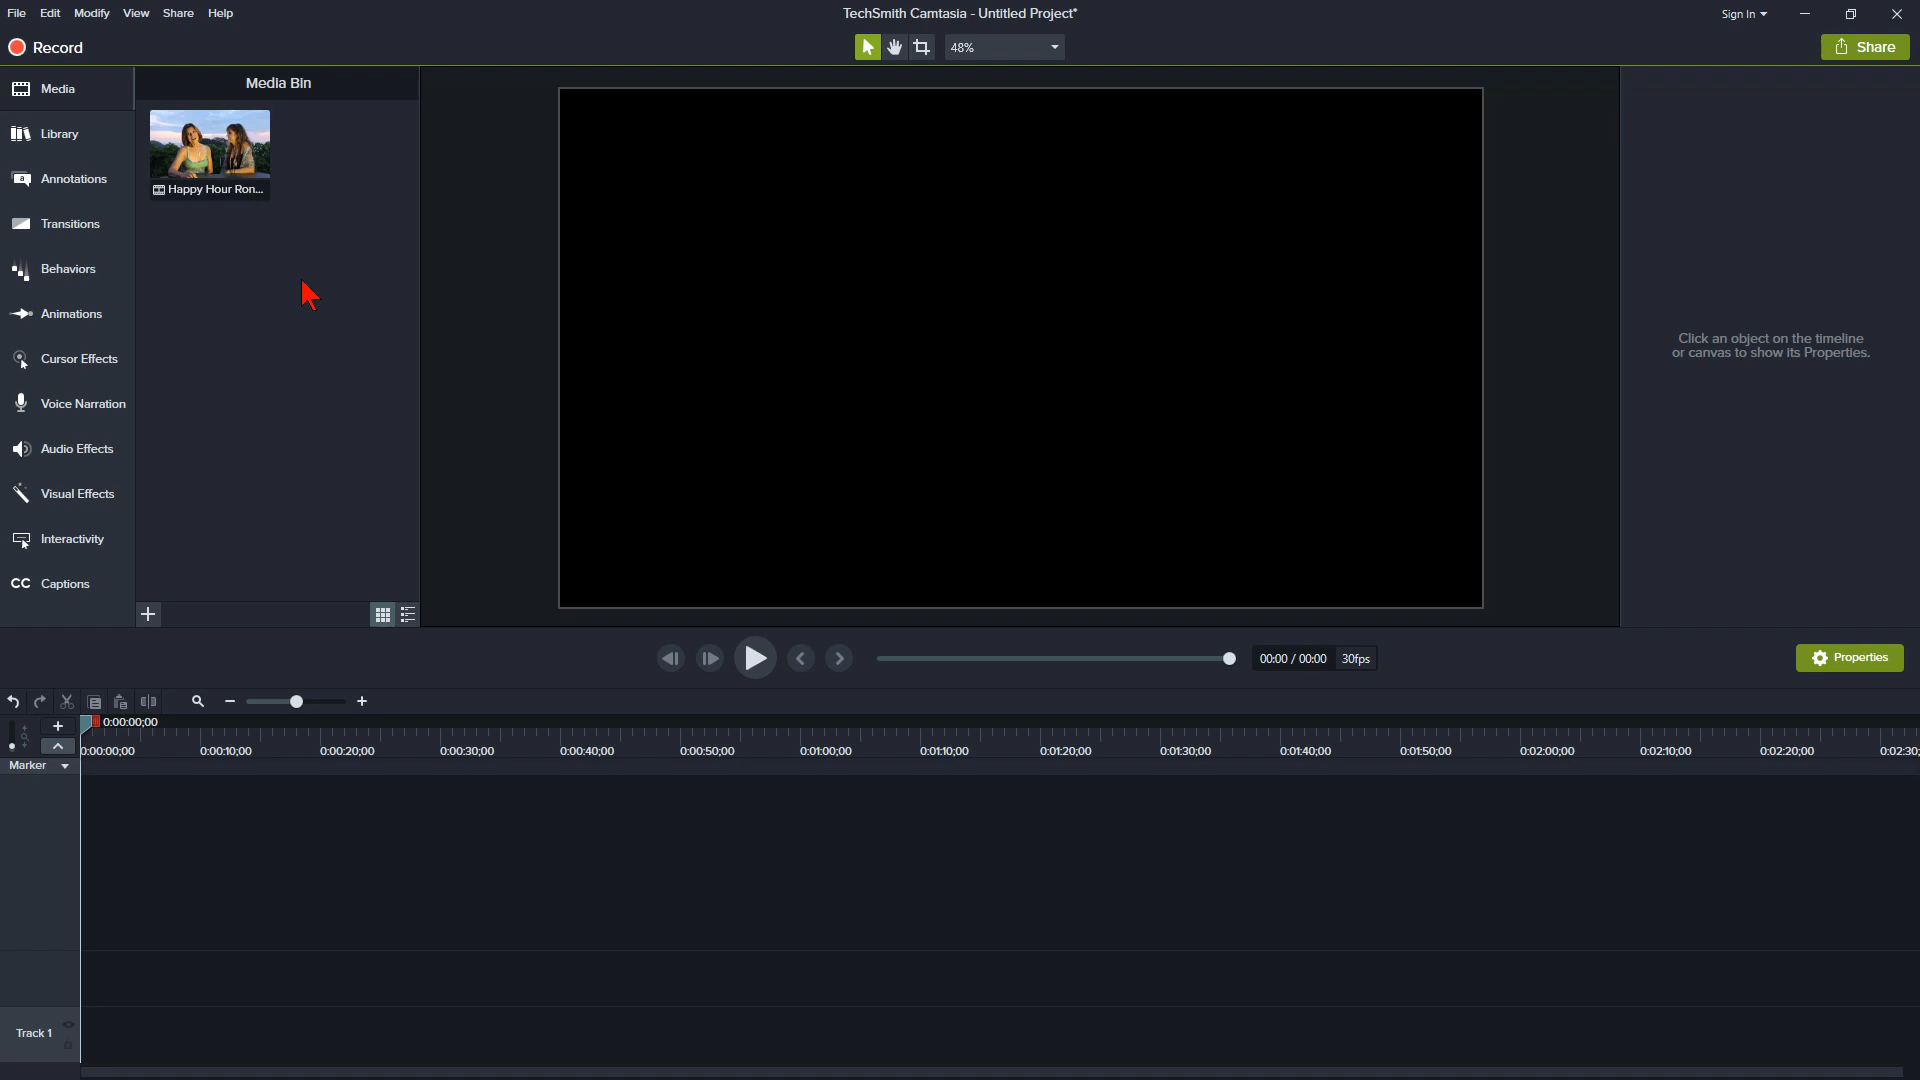 File Edit Modify View Share Help
TechSmith Camtasia - Untitled Project*
Sign In
Record
48%
Share
Media
Media Bin
Library
Happy Hour Ron...
Annotations
Transitions
Behaviors
Animations
Cursor Effects
Voice Narration
Audio Effects
Visual Effects
Interactivity
CC Captions
Click an object on the timeline
or canvas to show its Properties.
00:00 / 00:00 30fps
Properties
0:00:00;00
0:00:00;00 0:00:10;00 0:00:20;00 0:00:30;00 0:00:40;00 0:00:50;00 0:01:00;00 0:01:10;00 0:01:20;00 0:01:30;00 0:01:40;00 0:01:50;00 0:02:00;00 0:02:10;00 0:02:20;00 0:02:30;
Marker
Track 1